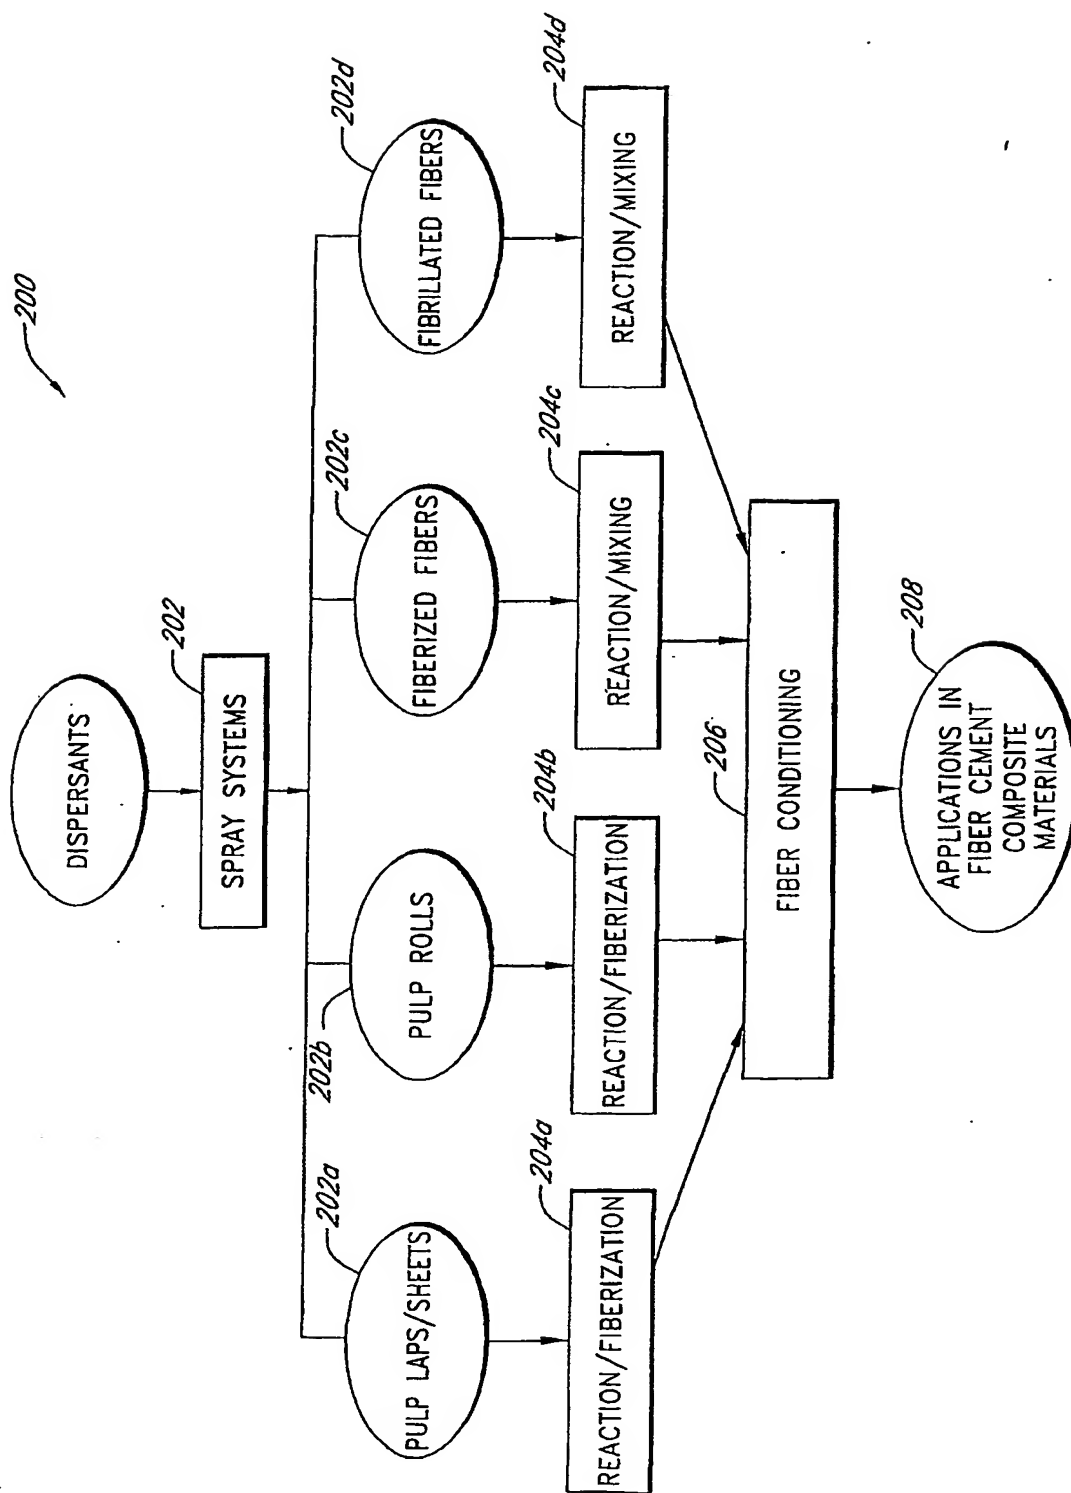 200
DISPERSANTS
202
SPRAY SYSTEMS
202a
PULP LAPS/SHEETS
202b
PULP ROLLS
202c
FIBERIZED FIBERS
202d
FIBRILLATED FIBERS
204a
REACTION/FIBERIZATION
204b
REACTION/FIBERIZATION
204c
REACTION/MIXING
204d
REACTION/MIXING
206
FIBER CONDITIONING
208
APPLICATIONS IN
FIBER CEMENT
COMPOSITE
MATERIALS